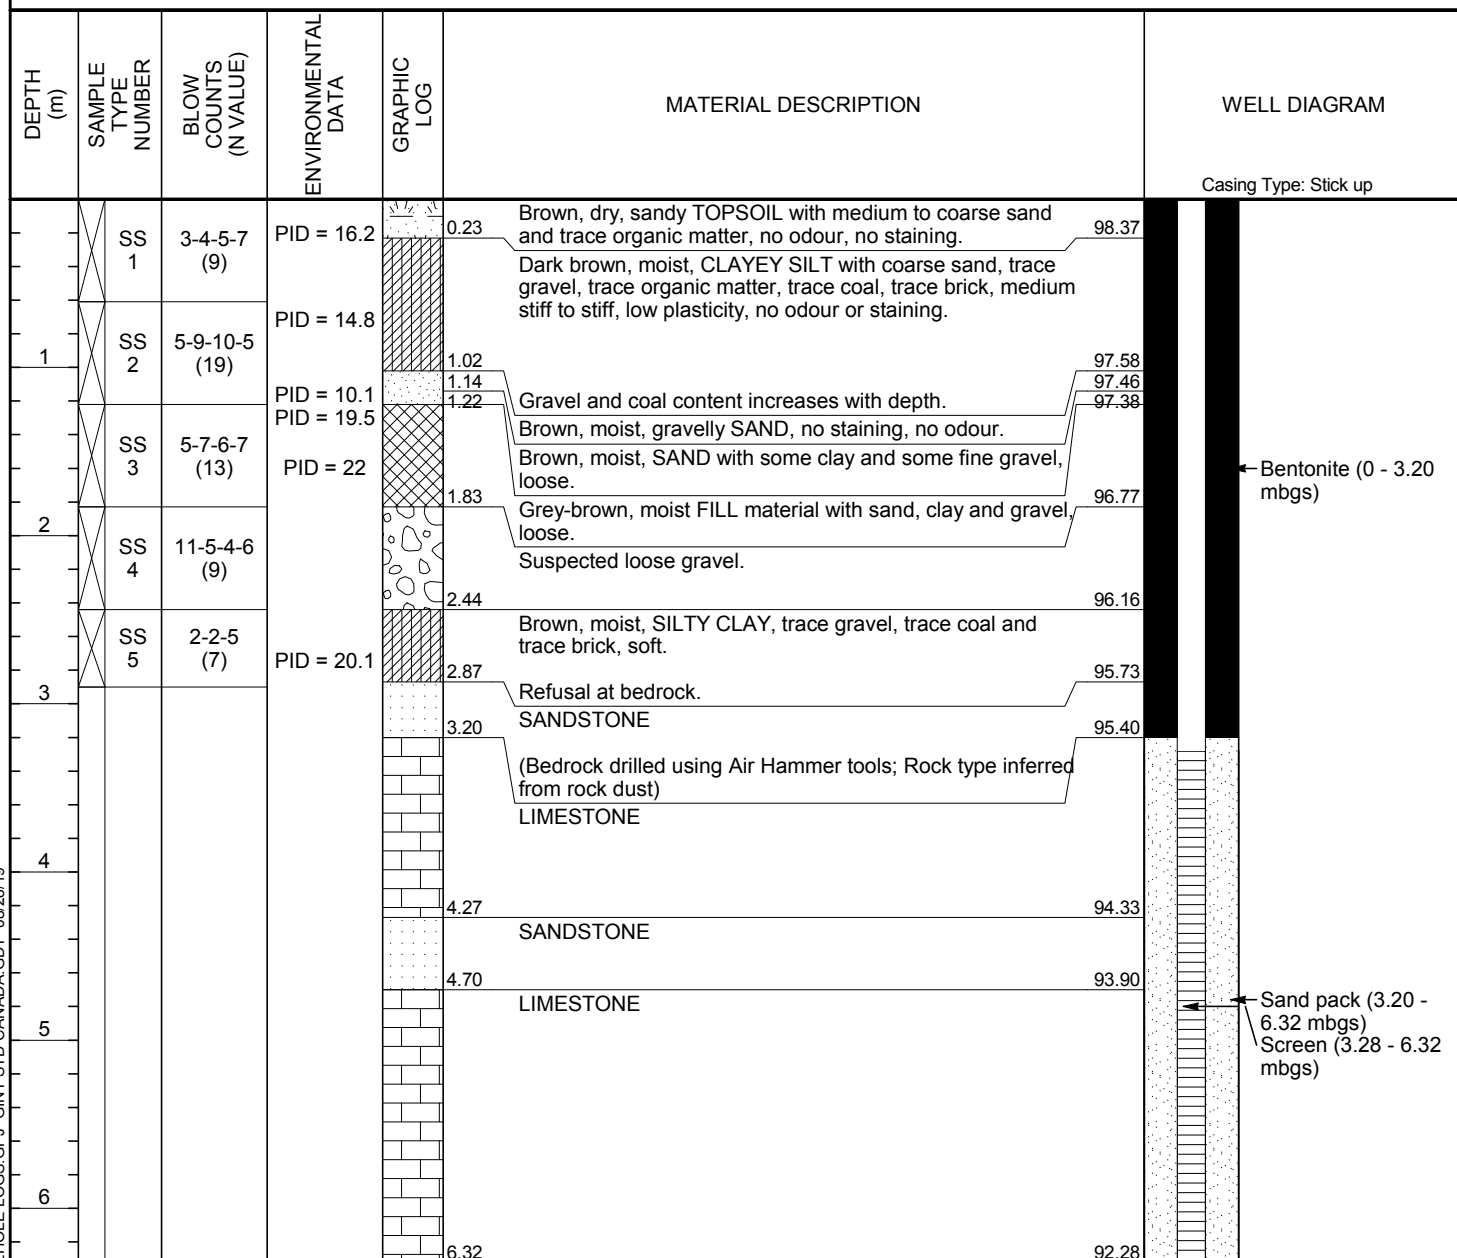 DEPTH
(m)
SAMPLE
TYPE
NUMBER
BLOW
COUNTS
(N VALUE)
ENVIRONMENTAL
DATA
GRAPHIC
LOG
MATERIAL DESCRIPTION
WELL DIAGRAM
Casing Type: Stick up
SS
1
3-4-5-7
(9)
PID = 16.2
0.23
Brown, dry, sandy TOPSOIL with medium to coarse sand
and trace organic matter, no odour, no staining.
98.37
Dark brown, moist, CLAYEY SILT with coarse sand, trace
gravel, trace organic matter, trace coal, trace brick, medium
stiff to stiff, low plasticity, no odour or staining.
PID = 14.8
1
SS
2
5-9-10-5
(19)
1.02
97.58
1.14
97.46
PID = 10.1
1.22
Gravel and coal content increases with depth.
97.38
PID = 19.5
Brown, moist, gravelly SAND, no staining, no odour.
SS
3
5-7-6-7
(13)
PID = 22
Brown, moist, SAND with some clay and some fine gravel,
loose.
Bentonite (0 - 3.20
mbgs)
1.83
96.77
Grey-brown, moist FILL material with sand, clay and gravel,
loose.
2
SS
4
11-5-4-6
(9)
Suspected loose gravel.
2.44
96.16
SS
5
2-2-5
(7)
PID = 20.1
Brown, moist, SILTY CLAY, trace gravel, trace coal and
trace brick, soft.
2.87
95.73
3
Refusal at bedrock.
SANDSTONE
3.20
95.40
(Bedrock drilled using Air Hammer tools; Rock type inferred
from rock dust)
LIMESTONE
4
4.27
94.33
SANDSTONE
4.70
93.90
LIMESTONE
5
Sand pack (3.20 -
6.32 mbgs)
Screen (3.28 - 6.32
mbgs)
6
6.32
92.28